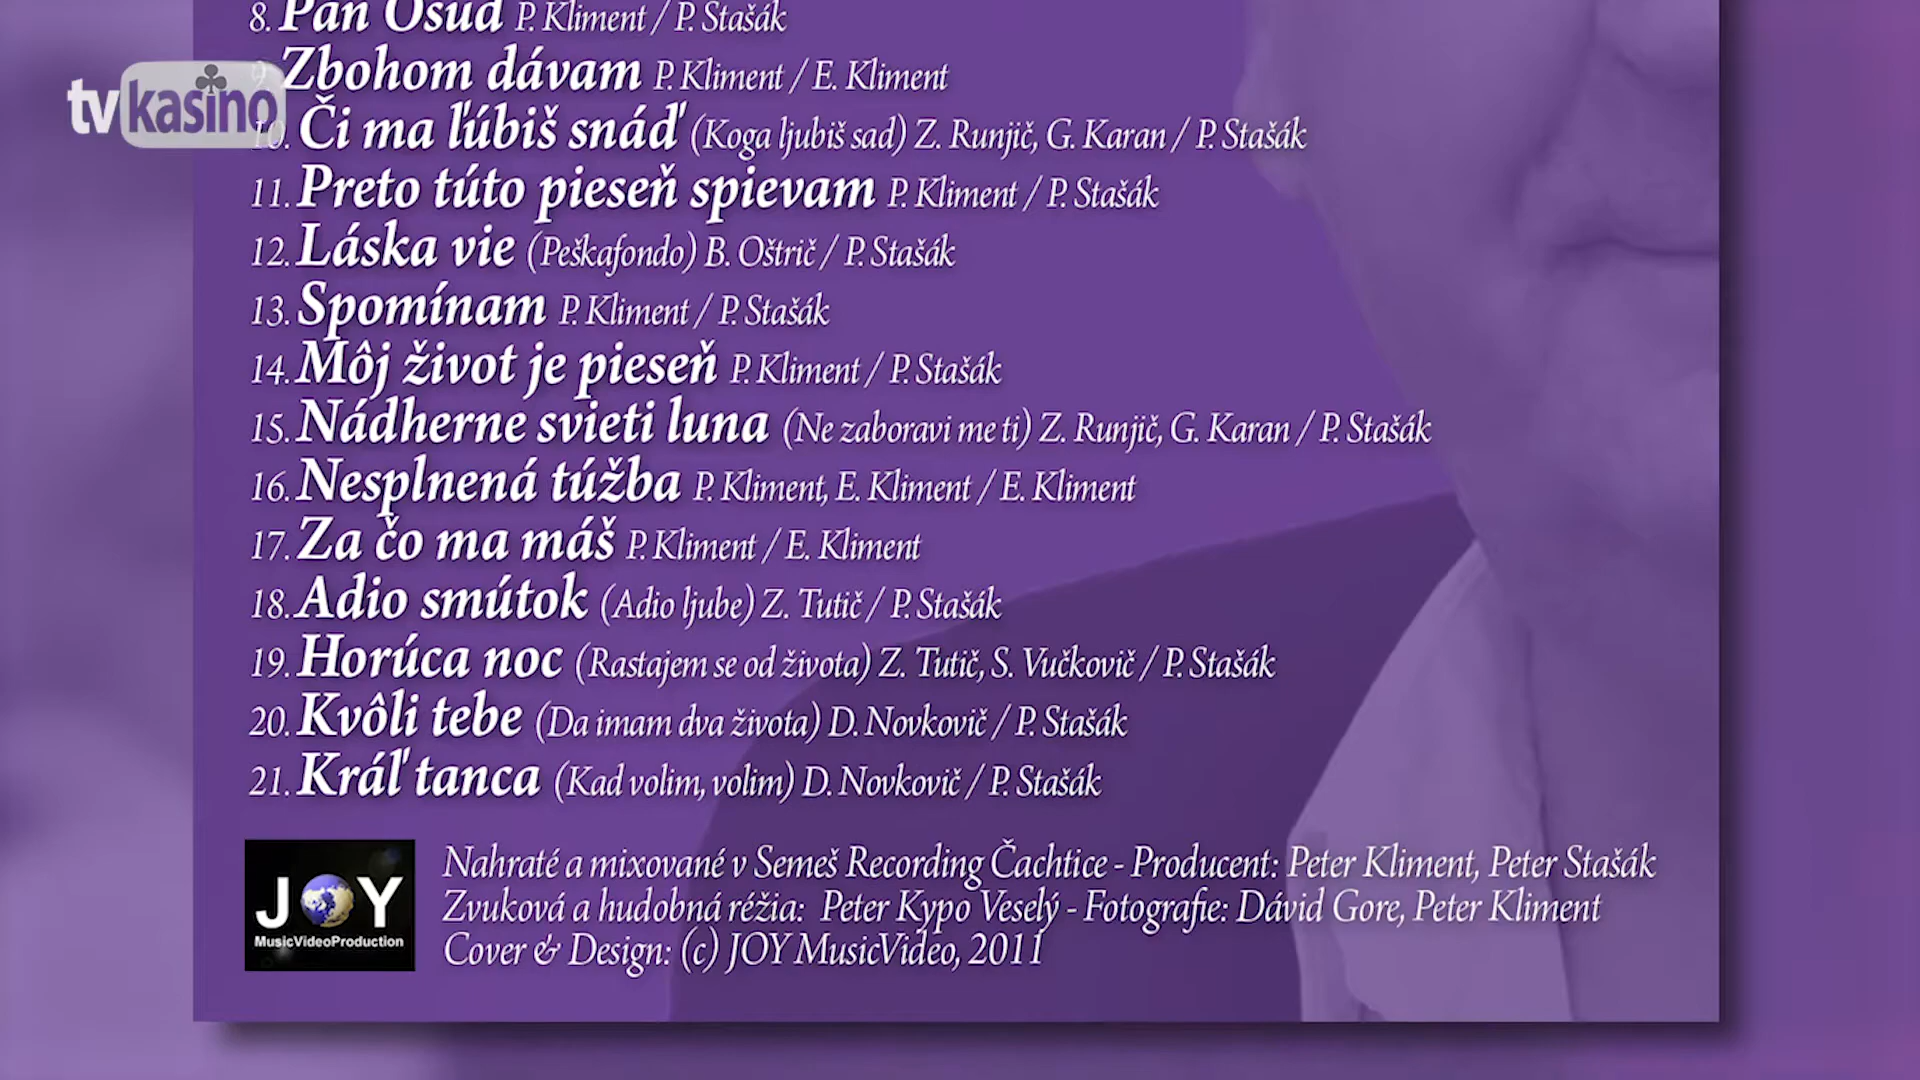 8. Pán Osud P. Kliment / P. Stašák
tvkasino
9. Zbohom dávam P. Kliment / E. Kliment
10. Či ma ľúbiš snáď (Koga ljubiš sad) Z. Runjič, G. Karan / P. Stašák
11. Preto túto pieseň spievam P. Kliment / P. Stašák
12. Láska vie (Peškafondo) B. Oštrič / P. Stašák
13. Spomínam P. Kliment / P. Stašák
14. Môj život je pieseň P. Kliment / P. Stašák
15. Nádherne svieti luna (Ne zaboravi me ti) Z. Runjič, G. Karan / P. Stašák
16. Nesplnená túžba P. Kliment, E. Kliment / E. Kliment
17. Za čo ma máš P. Kliment / E. Kliment
18. Adio smútok (Adio ljube) Z. Tutič / P. Stašák
19. Horúca noc (Rastajem se od života) Z. Tutič, S. Vučkovič / P. Stašák
20. Kvôli tebe (Da imam dva života) D. Novkovič / P. Stašák
21. Kráľ tanca (Kad volim, volim) D. Novkovič / P. Stašák
JOY
MusicVideoProduction
Nahraté a mixované v Semeš Recording Čachtice - Producent: Peter Kliment, Peter Stašák
Zvuková a hudobná réžia: Peter Kypo Veselý - Fotografie: Dávid Gore, Peter Kliment
Cover & Design: (c) JOY MusicVideo, 2011